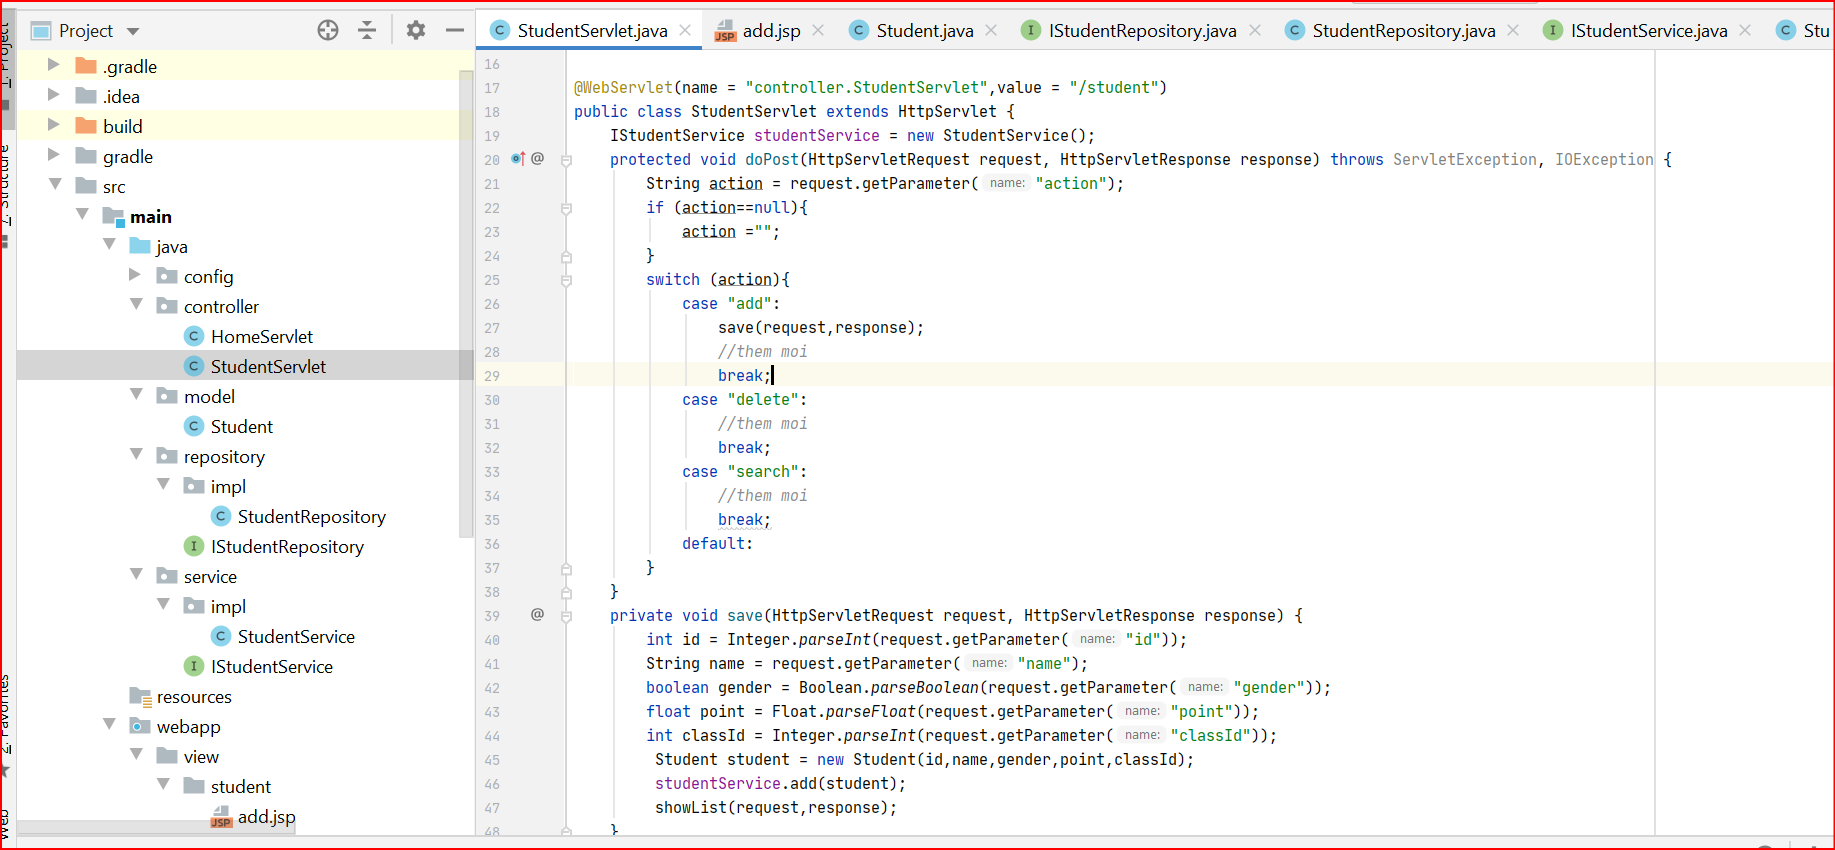 Project
StudentServlet.java
add.jsp
Student.java
IStudentRepository.java
StudentRepository.java
IStudentService.java
Stu
1: Project
7: Structure
2: Favorites
Web
.gradle
.idea
build
gradle
src
main
java
config
controller
HomeServlet
StudentServlet
model
Student
repository
impl
StudentRepository
IStudentRepository
service
impl
StudentService
IStudentService
resources
webapp
view
student
add.jsp
16
17 @WebServlet(name = "controller.StudentServlet",value = "/student")
18 public class StudentServlet extends HttpServlet {
19 IStudentService studentService = new StudentService();
20 @ protected void doPost(HttpServletRequest request, HttpServletResponse response) throws ServletException, IOException {
21 String action = request.getParameter( name: "action");
22 if (action==null){
23 action ="";
24 }
25 switch (action){
26 case "add":
27 save(request,response);
28 //them moi
29 break;
30 case "delete":
31 //them moi
32 break;
33 case "search":
34 //them moi
35 break;
36 default:
37 }
38 }
39 @ private void save(HttpServletRequest request, HttpServletResponse response) {
40 int id = Integer.parseInt(request.getParameter( name: "id"));
41 String name = request.getParameter( name: "name");
42 boolean gender = Boolean.parseBoolean(request.getParameter( name: "gender"));
43 float point = Float.parseFloat(request.getParameter( name: "point"));
44 int classId = Integer.parseInt(request.getParameter( name: "classId"));
45 Student student = new Student(id,name,gender,point,classId);
46 studentService.add(student);
47 showList(request,response);
48 }